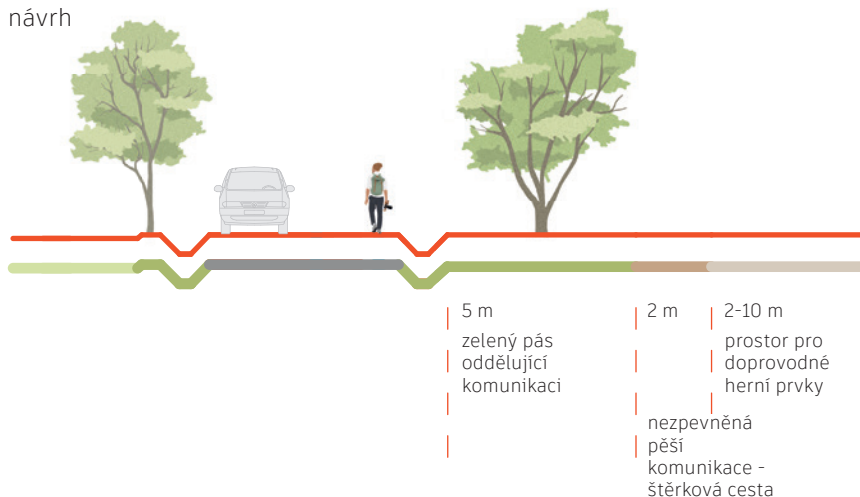 návrh
5 m
zelený pás
oddělující
komunikaci
2 m
nezpevněná
pěší
komunikace -
štěrková cesta
2-10 m
prostor pro
doprovodné
herní prvky